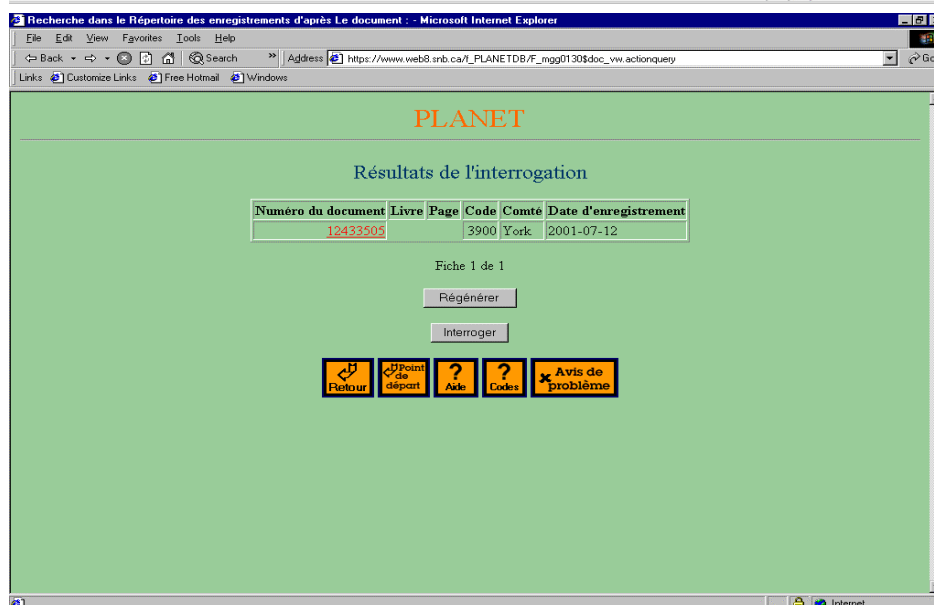 Recherche dans le Répertoire des enregistrements d'après Le document : - Microsoft Internet Explorer
File Edit View Favorites Tools Help
Back Search » Address https://www.web8.snb.ca/f_PLANETDB/F_mgg0130$doc_vw.actionquery Go
Links Customize Links Free Hotmail Windows
PLANET
Résultats de l'interrogation
Numéro du document Livre Page Code Comté Date d'enregistrement
12433505 3900 York 2001-07-12
Fiche 1 de 1
Régénérer
Interroger
Retour
Point de départ
? Aide
? Codes
Avis de problème
Internet